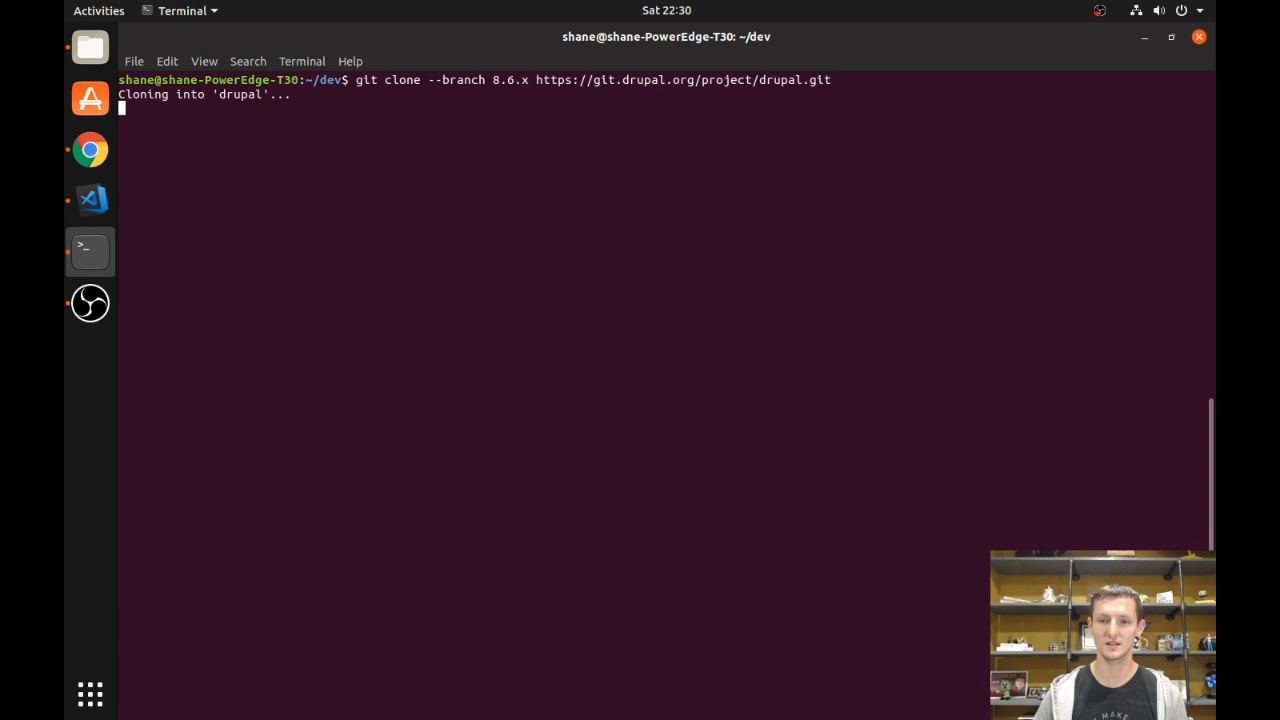 Activities
Terminal
Sat 22:30
shane@shane-PowerEdge-T30: ~/dev
File Edit View Search Terminal Help
shane@shane-PowerEdge-T30:~/dev$ git clone --branch 8.6.x https://git.drupal.org/project/drupal.git
Cloning into 'drupal'...
I MAKE